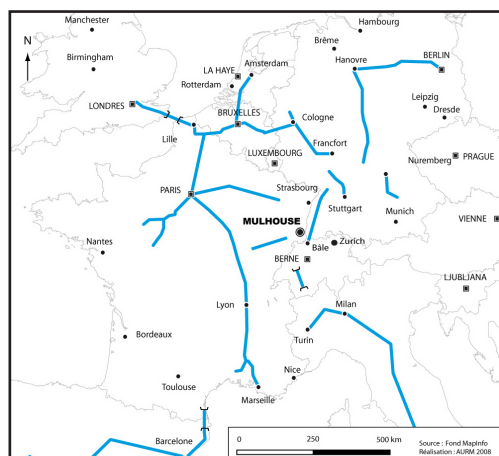 Manchester
Hambourg
N
Brême
Birmingham
LA HAYE
Amsterdam
Hanovre
BERLIN
Rotterdam
LONDRES
BRUXELLES
Leipzig
Dresde
Cologne
Lille
LUXEMBOURG
Francfort
Nuremberg
PRAGUE
PARIS
Strasbourg
Stuttgart
Munich
MULHOUSE
VIENNE
Nantes
Bâle
Zurich
BERNE
LJUBLJANA
Lyon
Milan
Bordeaux
Turin
Toulouse
Nice
Marseille
Barcelone
0 250 500 km
Source : Fond MapInfo
Réalisation : AURM 2008